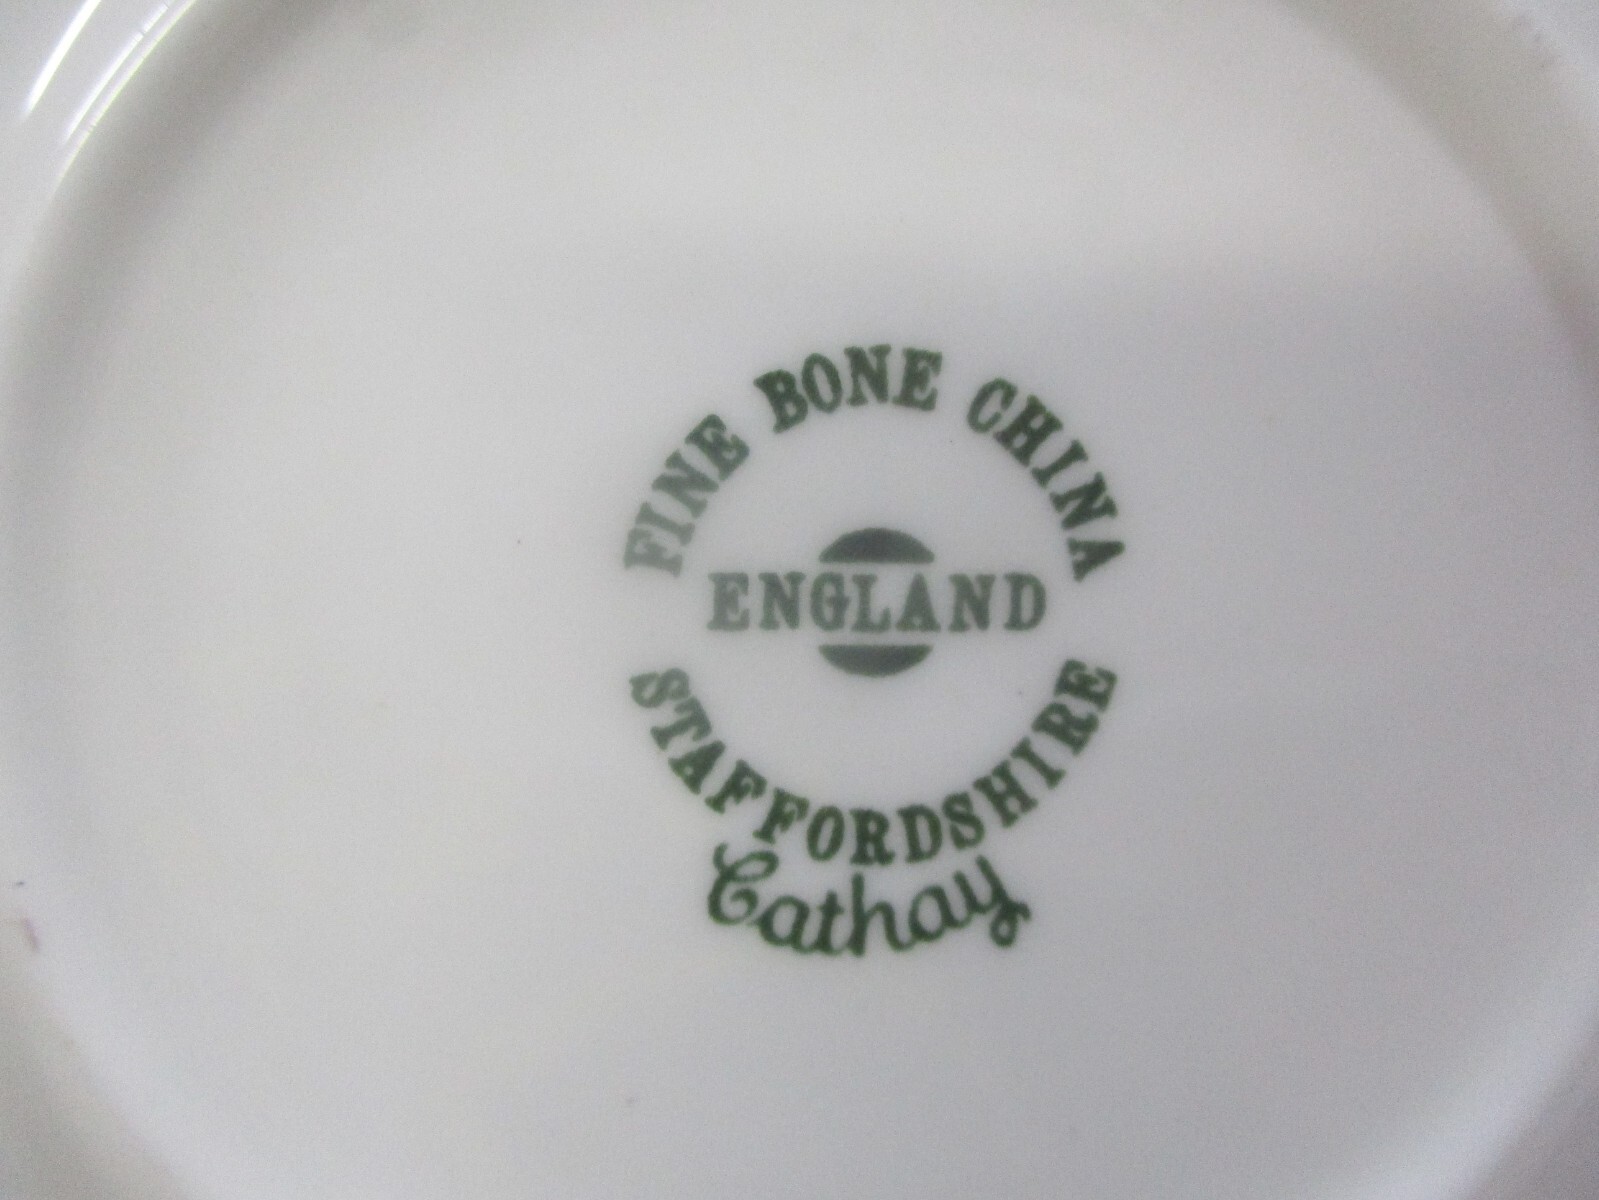 FINE BONE CHINA
ENGLAND
STAFFORDSHIRE
Cathay